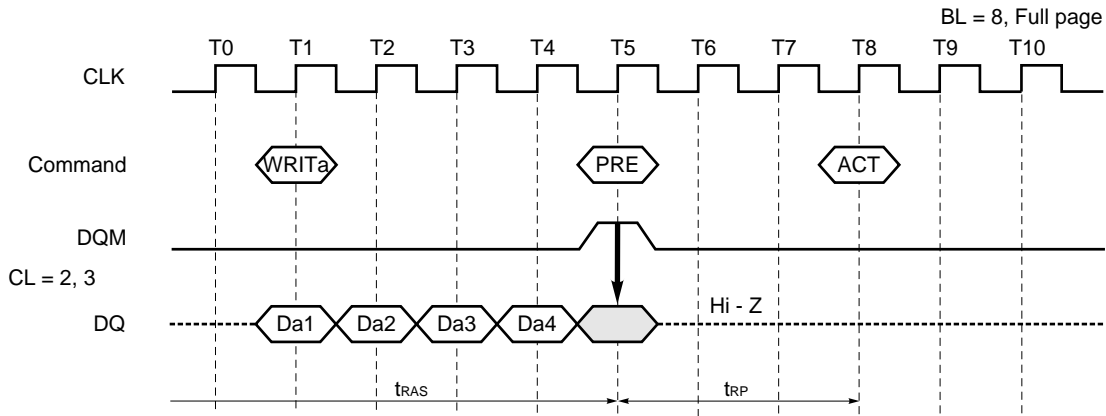 BL = 8, Full page
T0 T1 T2 T3 T4 T5 T6 T7 T8 T9 T10
CLK
Command WRITa PRE ACT
DQM
CL = 2, 3
Hi - Z
DQ Da1 Da2 Da3 Da4
tRAS tRP